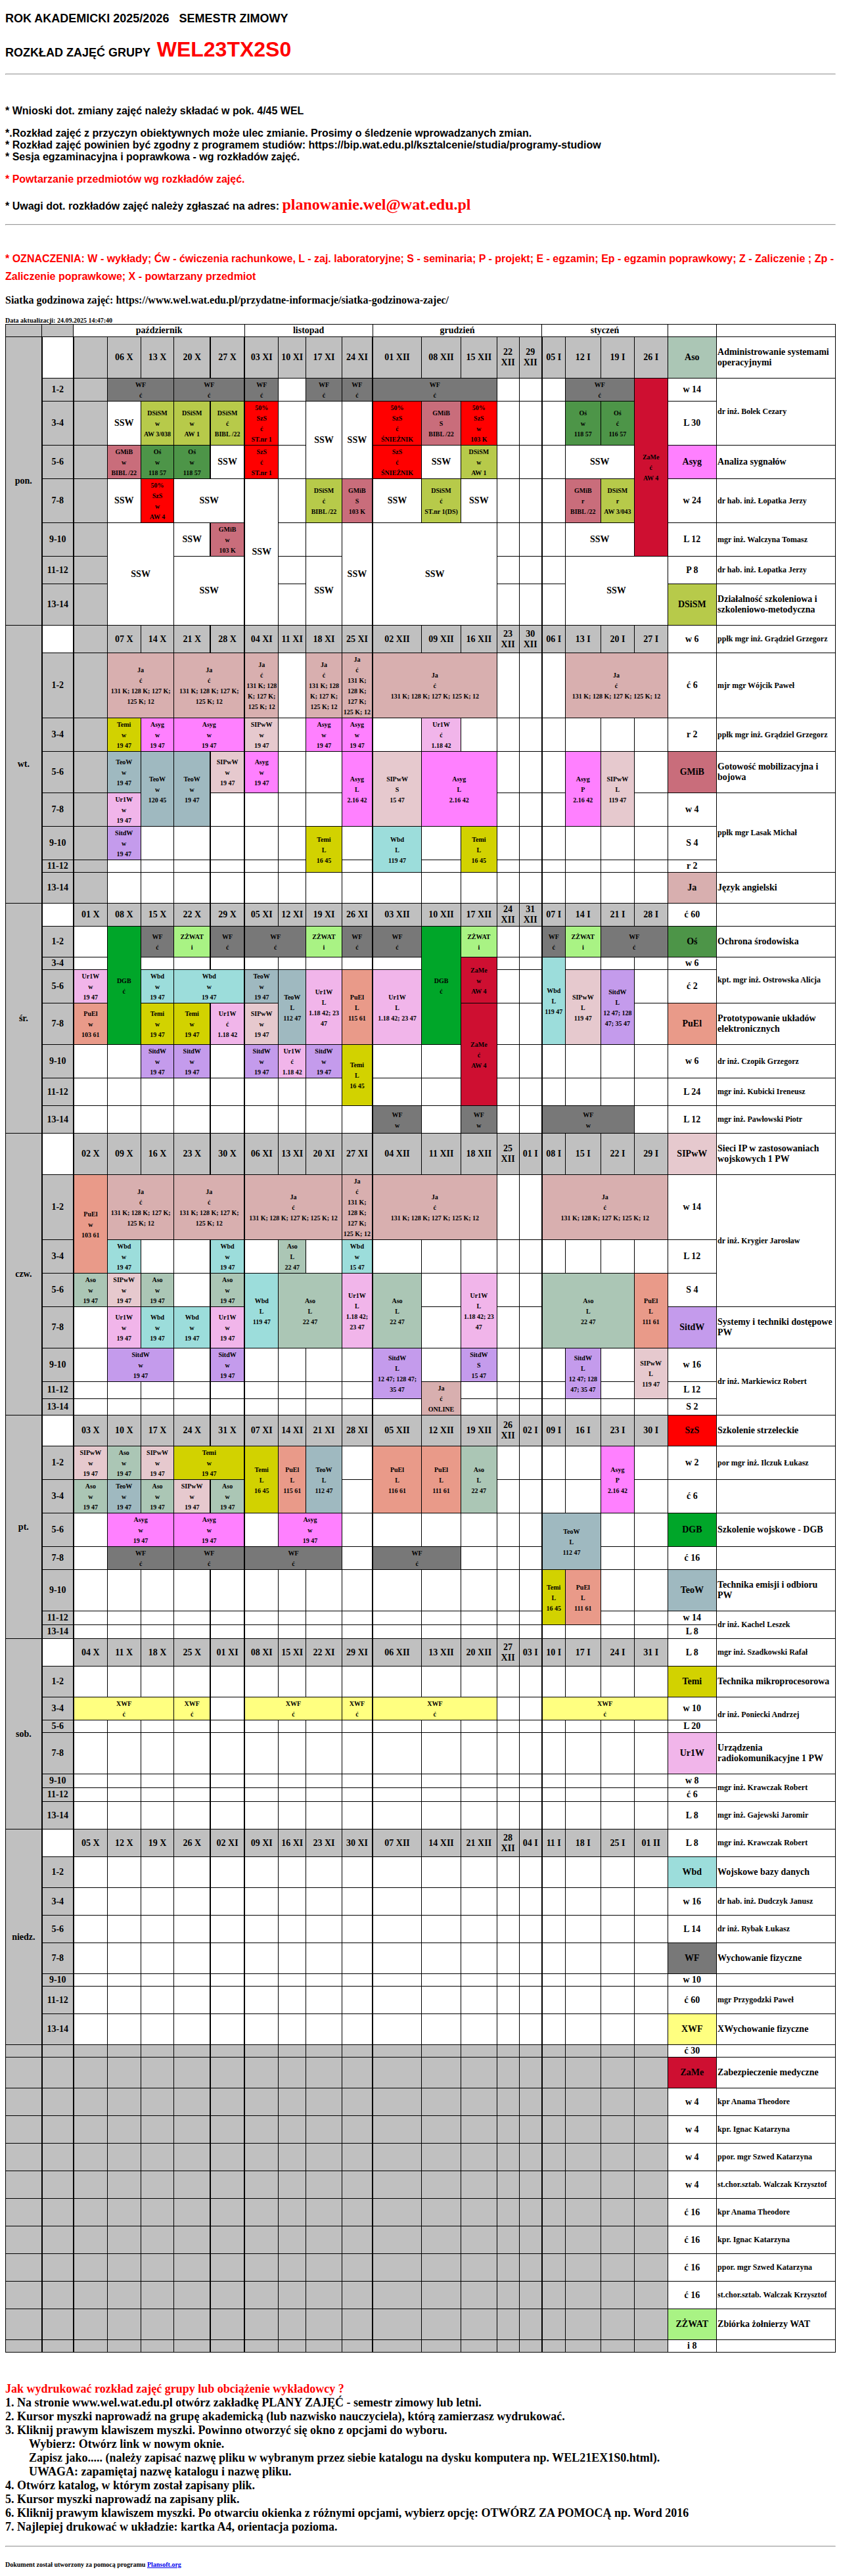 ROK AKADEMICKI 2025/2026 SEMESTR ZIMOWY
ROZKŁAD ZAJĘĆ GRUPY WEL23TX2S0
* Wnioski dot. zmiany zajęć należy składać w pok. 4/45 WEL
*.Rozkład zajęć z przyczyn obiektywnych może ulec zmianie. Prosimy o śledzenie wprowadzanych zmian.
* Rozkład zajęć powinien być zgodny z programem studiów: https://bip.wat.edu.pl/ksztalcenie/studia/programy-studiow
* Sesja egzaminacyjna i poprawkowa - wg rozkładów zajęć.
* Powtarzanie przedmiotów wg rozkładów zajęć.
* Uwagi dot. rozkładów zajęć należy zgłaszać na adres: planowanie.wel@wat.edu.pl
* OZNACZENIA: W - wykłady; Ćw - ćwiczenia rachunkowe, L - zaj. laboratoryjne; S - seminaria; P - projekt; E - egzamin; Ep - egzamin poprawkowy; Z - Zaliczenie ; Zp -
Zaliczenie poprawkowe; X - powtarzany przedmiot
Siatka godzinowa zajęć: https://www.wel.wat.edu.pl/przydatne-informacje/siatka-godzinowa-zajec/
Data aktualizacji: 24.09.2025 14:47:40
październik listopad grudzień styczeń
pon. 06 X 13 X 20 X 27 X 03 XI 10 XI 17 XI 24 XI 01 XII 08 XII 15 XII 22 XII 29 XII 05 I 12 I 19 I 26 I Aso Administrowanie systemami operacyjnymi
1-2 WF ć WF ć WF ć WF ć WF ć WF ć WF ć w 14 dr inż. Bolek Cezary
3-4 SSW DSiSM w AW 3/038 DSiSM w AW 1 DSiSM ć BIBL /22 50% SzS ć ST.nr 1 SSW SSW 50% SzS ć ŚNIEŻNIK GMiB S BIBL /22 50% SzS w 103 K Oś w 118 57 Oś ć 116 57 ZaMe ć AW 4 L 30
5-6 GMiB w BIBL /22 Oś w 118 57 Oś w 118 57 SSW SzS ć ST.nr 1 SzS ć ŚNIEŻNIK SSW DSiSM w AW 1 SSW Asyg Analiza sygnałów
7-8 SSW 50% SzS w AW 4 SSW SSW DSiSM ć BIBL /22 GMiB S 103 K SSW DSiSM ć ST.nr 1(DS) SSW GMiB r BIBL /22 DSiSM r AW 3/043 w 24 dr hab. inż. Łopatka Jerzy
9-10 SSW SSW GMiB w 103 K SSW SSW SSW L 12 mgr inż. Walczyna Tomasz
11-12 SSW SSW SSW P 8 dr hab. inż. Łopatka Jerzy
13-14 DSiSM Działalność szkoleniowa i szkoleniowo-metodyczna
wt. 07 X 14 X 21 X 28 X 04 XI 11 XI 18 XI 25 XI 02 XII 09 XII 16 XII 23 XII 30 XII 06 I 13 I 20 I 27 I w 6 ppłk mgr inż. Grądziel Grzegorz
1-2 Ja ć 131 K; 128 K; 127 K; 125 K; 12 Ja ć 131 K; 128 K; 127 K; 125 K; 12 Ja ć 131 K; 128 K; 127 K; 125 K; 12 Ja ć 131 K; 128 K; 127 K; 125 K; 12 Ja ć 131 K; 128 K; 127 K; 125 K; 12 Ja ć 131 K; 128 K; 127 K; 125 K; 12 Ja ć 131 K; 128 K; 127 K; 125 K; 12 ć 6 mjr mgr Wójcik Paweł
3-4 Temi w 19 47 Asyg w 19 47 Asyg w 19 47 SIPwW w 19 47 Asyg w 19 47 Asyg w 19 47 Ur1W ć 1.18 42 r 2 ppłk mgr inż. Grądziel Grzegorz
5-6 TeoW w 19 47 TeoW w 120 45 TeoW w 19 47 SIPwW w 19 47 Asyg w 19 47 Asyg L 2.16 42 SIPwW S 15 47 Asyg L 2.16 42 Asyg P 2.16 42 SIPwW L 119 47 GMiB Gotowość mobilizacyjna i bojowa
7-8 Ur1W w 19 47 w 4 ppłk mgr Lasak Michał
9-10 SitdW w 19 47 Temi L 16 45 Wbd L 119 47 Temi L 16 45 S 4
11-12 r 2
13-14 Ja Język angielski
śr. 01 X 08 X 15 X 22 X 29 X 05 XI 12 XI 19 XI 26 XI 03 XII 10 XII 17 XII 24 XII 31 XII 07 I 14 I 21 I 28 I ć 60
1-2 DGB ć WF ć ZŻWAT i WF ć WF ć ZŻWAT i WF ć WF ć DGB ć ZŻWAT i WF ć ZŻWAT i WF ć Oś Ochrona środowiska
3-4 ZaMe w AW 4 Wbd L 119 47 w 6 kpt. mgr inż. Ostrowska Alicja
5-6 Ur1W w 19 47 Wbd w 19 47 Wbd w 19 47 TeoW w 19 47 TeoW L 112 47 Ur1W L 1.18 42; 23 47 PuEl L 115 61 Ur1W L 1.18 42; 23 47 SIPwW L 119 47 SitdW L 12 47; 128 47; 35 47 ć 2
7-8 PuEl w 103 61 Temi w 19 47 Temi w 19 47 Ur1W ć 1.18 42 SIPwW w 19 47 ZaMe ć AW 4 PuEl Prototypowanie układów elektronicznych
9-10 SitdW w 19 47 SitdW w 19 47 SitdW w 19 47 Ur1W ć 1.18 42 SitdW w 19 47 Temi L 16 45 w 6 dr inż. Czopik Grzegorz
11-12 L 24 mgr inż. Kubicki Ireneusz
13-14 WF w WF w WF w L 12 mgr inż. Pawłowski Piotr
czw. 02 X 09 X 16 X 23 X 30 X 06 XI 13 XI 20 XI 27 XI 04 XII 11 XII 18 XII 25 XII 01 I 08 I 15 I 22 I 29 I SIPwW Sieci IP w zastosowaniach wojskowych 1 PW
1-2 PuEl w 103 61 Ja ć 131 K; 128 K; 127 K; 125 K; 12 Ja ć 131 K; 128 K; 127 K; 125 K; 12 Ja ć 131 K; 128 K; 127 K; 125 K; 12 Ja ć 131 K; 128 K; 127 K; 125 K; 12 Ja ć 131 K; 128 K; 127 K; 125 K; 12 Ja ć 131 K; 128 K; 127 K; 125 K; 12 w 14 dr inż. Krygier Jarosław
3-4 Wbd w 19 47 Wbd w 19 47 Aso L 22 47 Wbd w 15 47 L 12
5-6 Aso w 19 47 SIPwW w 19 47 Aso w 19 47 Aso w 19 47 Wbd L 119 47 Aso L 22 47 Ur1W L 1.18 42; 23 47 Aso L 22 47 Ur1W L 1.18 42; 23 47 Aso L 22 47 PuEl L 111 61 S 4
7-8 Ur1W w 19 47 Wbd w 19 47 Wbd w 19 47 Ur1W w 19 47 SitdW Systemy i techniki dostępowe PW
9-10 SitdW w 19 47 SitdW w 19 47 SitdW L 12 47; 128 47; 35 47 SitdW S 15 47 SitdW L 12 47; 128 47; 35 47 SIPwW L 119 47 w 16 dr inż. Markiewicz Robert
11-12 Ja ć ONLINE L 12
13-14 S 2
pt. 03 X 10 X 17 X 24 X 31 X 07 XI 14 XI 21 XI 28 XI 05 XII 12 XII 19 XII 26 XII 02 I 09 I 16 I 23 I 30 I SzS Szkolenie strzeleckie
1-2 SIPwW w 19 47 Aso w 19 47 SIPwW w 19 47 Temi w 19 47 Temi L 16 45 PuEl L 115 61 TeoW L 112 47 PuEl L 116 61 PuEl L 111 61 Aso L 22 47 Asyg P 2.16 42 w 2 por mgr inż. Ilczuk Łukasz
3-4 Aso w 19 47 TeoW w 19 47 Aso w 19 47 SIPwW w 19 47 Aso w 19 47 ć 6
5-6 Asyg w 19 47 Asyg w 19 47 Asyg w 19 47 TeoW L 112 47 DGB Szkolenie wojskowe - DGB
7-8 WF ć WF ć WF ć WF ć ć 16
9-10 Temi L 16 45 PuEl L 111 61 TeoW Technika emisji i odbioru PW
11-12 w 14 dr inż. Kachel Leszek
13-14 L 8
sob. 04 X 11 X 18 X 25 X 01 XI 08 XI 15 XI 22 XI 29 XI 06 XII 13 XII 20 XII 27 XII 03 I 10 I 17 I 24 I 31 I L 8 mgr inż. Szadkowski Rafał
1-2 Temi Technika mikroprocesorowa
3-4 XWF ć XWF ć XWF ć XWF ć XWF ć XWF ć w 10 dr inż. Poniecki Andrzej
5-6 L 20
7-8 Ur1W Urządzenia radiokomunikacyjne 1 PW
9-10 w 8 mgr inż. Krawczak Robert
11-12 ć 6
13-14 L 8 mgr inż. Gajewski Jaromir
niedz. 05 X 12 X 19 X 26 X 02 XI 09 XI 16 XI 23 XI 30 XI 07 XII 14 XII 21 XII 28 XII 04 I 11 I 18 I 25 I 01 II L 8 mgr inż. Krawczak Robert
1-2 Wbd Wojskowe bazy danych
3-4 w 16 dr hab. inż. Dudczyk Janusz
5-6 L 14 dr inż. Rybak Łukasz
7-8 WF Wychowanie fizyczne
9-10 w 10
11-12 ć 60 mgr Przygodzki Paweł
13-14 XWF XWychowanie fizyczne
ć 30
ZaMe Zabezpieczenie medyczne
w 4 kpr Anama Theodore
w 4 kpr. Ignac Katarzyna
w 4 ppor. mgr Szwed Katarzyna
w 4 st.chor.sztab. Walczak Krzysztof
ć 16 kpr Anama Theodore
ć 16 kpr. Ignac Katarzyna
ć 16 ppor. mgr Szwed Katarzyna
ć 16 st.chor.sztab. Walczak Krzysztof
ZŻWAT Zbiórka żołnierzy WAT
i 8
Jak wydrukować rozkład zajęć grupy lub obciążenie wykładowcy ?
1. Na stronie www.wel.wat.edu.pl otwórz zakładkę PLANY ZAJĘĆ - semestr zimowy lub letni.
2. Kursor myszki naprowadź na grupę akademicką (lub nazwisko nauczyciela), którą zamierzasz wydrukować.
3. Kliknij prawym klawiszem myszki. Powinno otworzyć się okno z opcjami do wyboru.
Wybierz: Otwórz link w nowym oknie.
Zapisz jako..... (należy zapisać nazwę pliku w wybranym przez siebie katalogu na dysku komputera np. WEL21EX1S0.html).
UWAGA: zapamiętaj nazwę katalogu i nazwę pliku.
4. Otwórz katalog, w którym został zapisany plik.
5. Kursor myszki naprowadź na zapisany plik.
6. Kliknij prawym klawiszem myszki. Po otwarciu okienka z różnymi opcjami, wybierz opcję: OTWÓRZ ZA POMOCĄ np. Word 2016
7. Najlepiej drukować w układzie: kartka A4, orientacja pozioma.
Dokument został utworzony za pomocą programu Plansoft.org